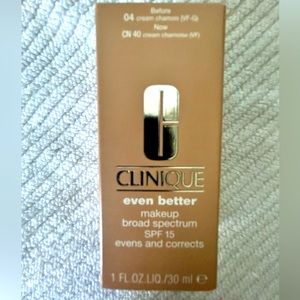 Before
04 cream chamois (VF-G)
Now
CN 40 cream chamois (VF)
C
CLINIQUE
even better
makeup
broad spectrum
SPF 15
evens and corrects
1 FL.OZ.LIQ./30 ml ℮